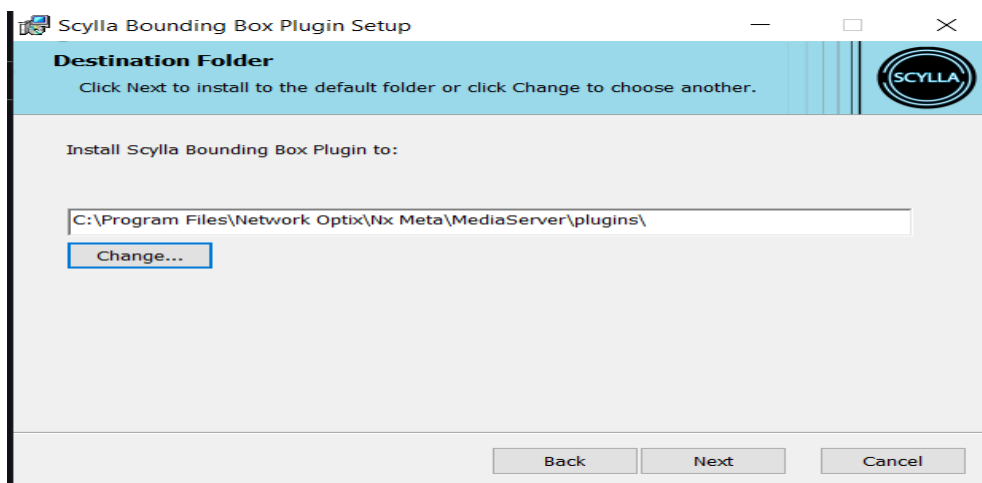 Scylla Bounding Box Plugin Setup
Destination Folder
Click Next to install to the default folder or click Change to choose another.
SCYLLA
Install Scylla Bounding Box Plugin to:
C:\Program Files\Network Optix\Nx Meta\MediaServer\plugins\
Change...
Back Next Cancel